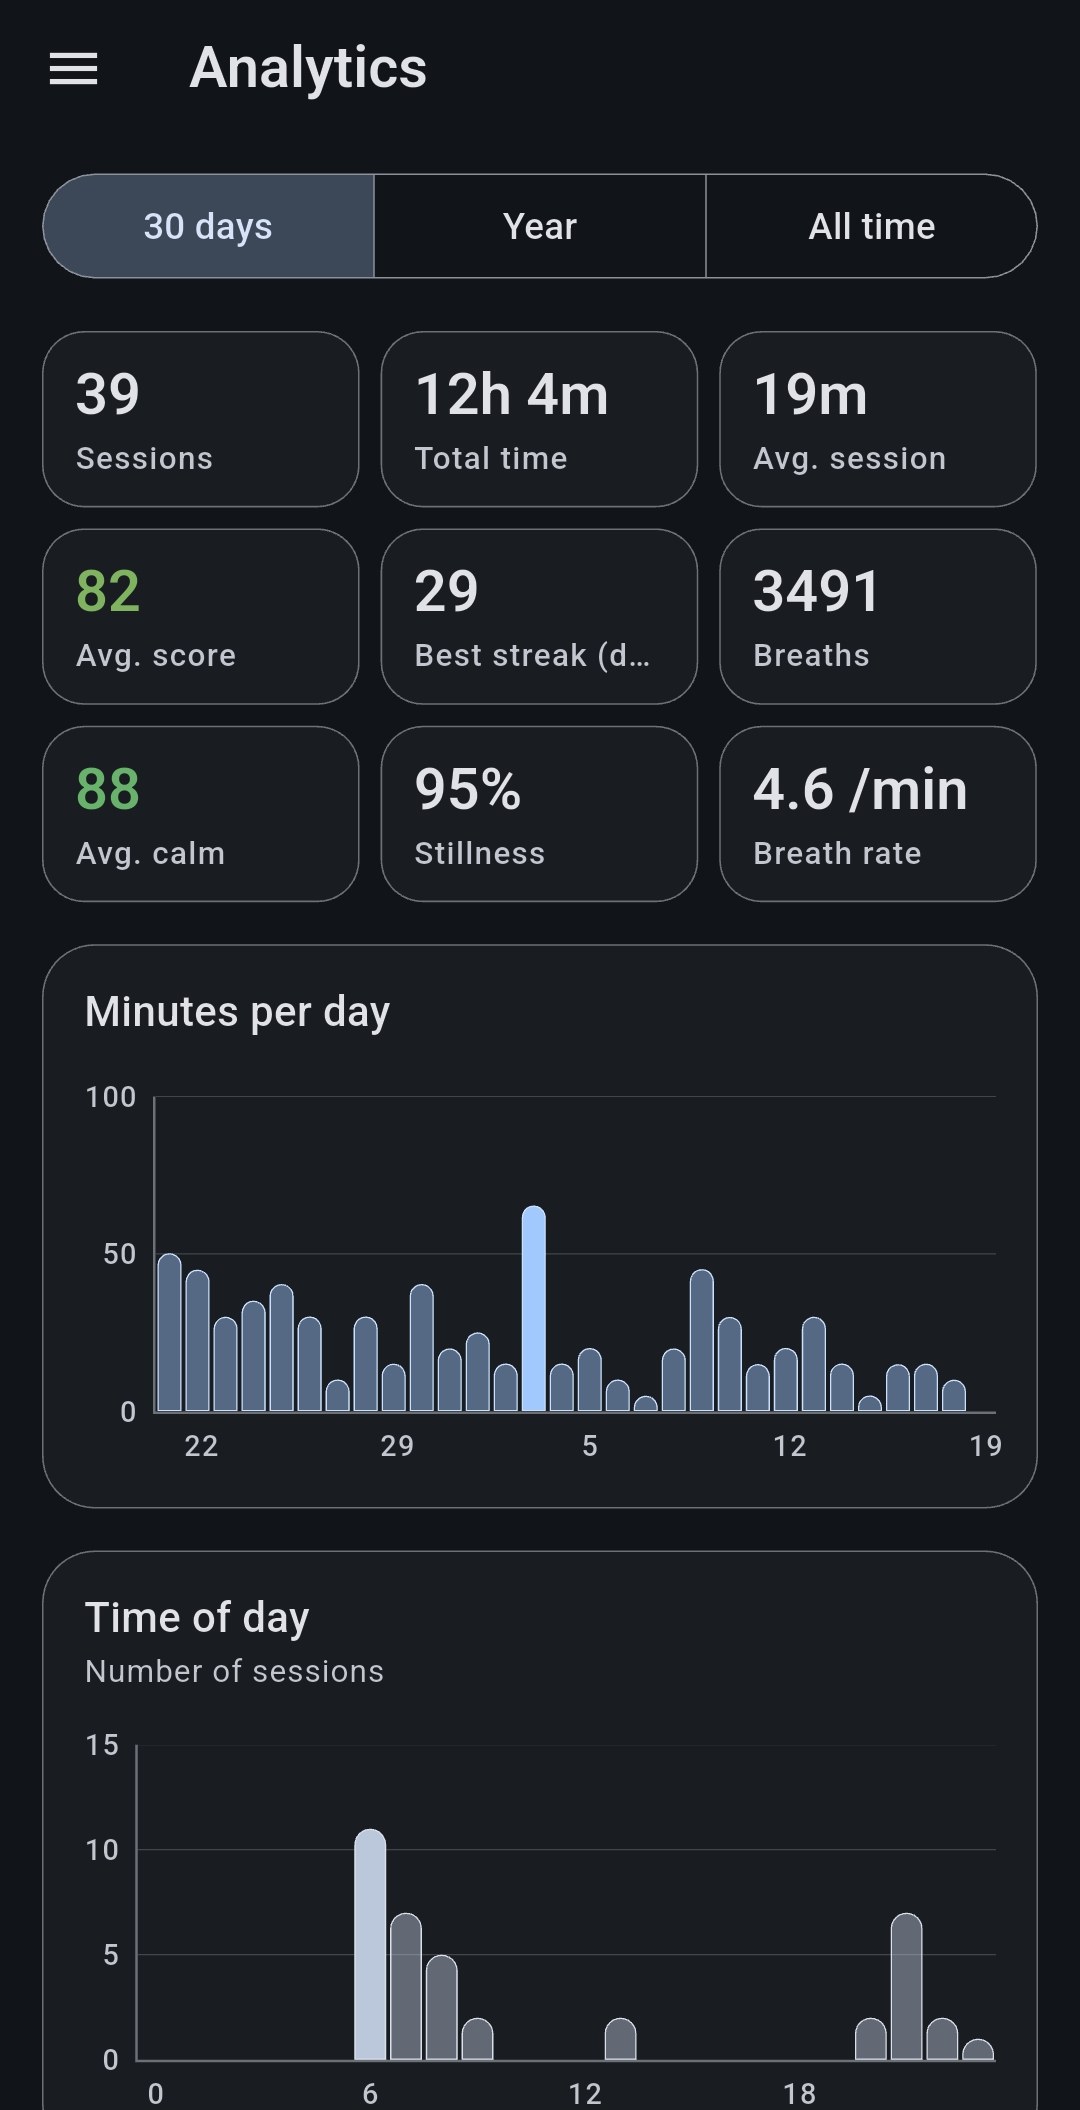 Analytics
30 days Year All time
39 12h 4m 19m
Sessions Total time Avg. session
82 29 3491
Avg. score Best streak (d... Breaths
88 95% 4.6 /min
Avg. calm Stillness Breath rate
Minutes per day
100
50
0
22 29 5 12 19
Time of day
Number of sessions
15
10
5
0
0 6 12 18